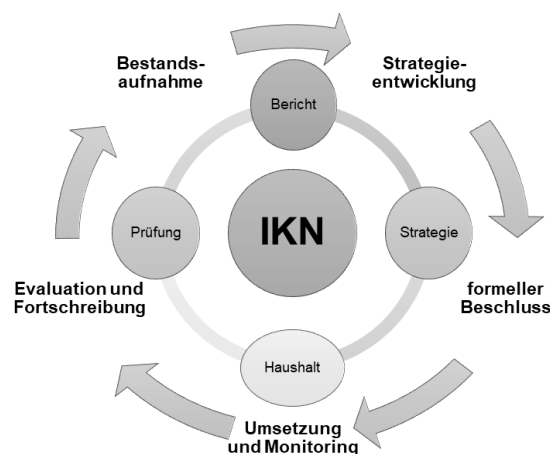 Bestands-
aufnahme
Strategie-
entwicklung
Bericht
Prüfung
IKN
Strategie
Evaluation und
Fortschreibung
formeller
Beschluss
Haushalt
Umsetzung
und Monitoring